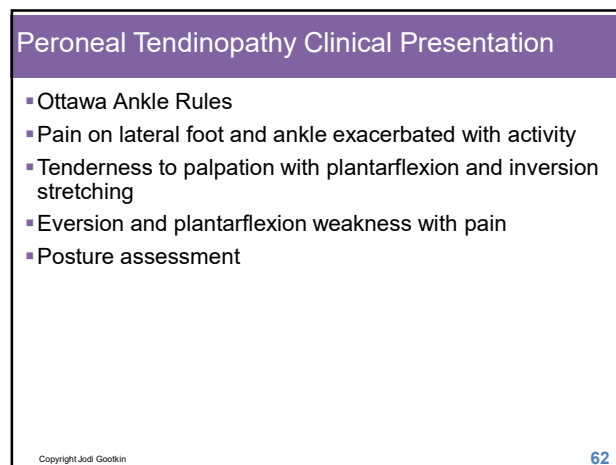 Peroneal Tendinopathy Clinical Presentation
▪Ottawa Ankle Rules
▪Pain on lateral foot and ankle exacerbated with activity
▪Tenderness to palpation with plantarflexion and inversion
stretching
▪Eversion and plantarflexion weakness with pain
▪Posture assessment
Copyright Jodi Gootkin
62